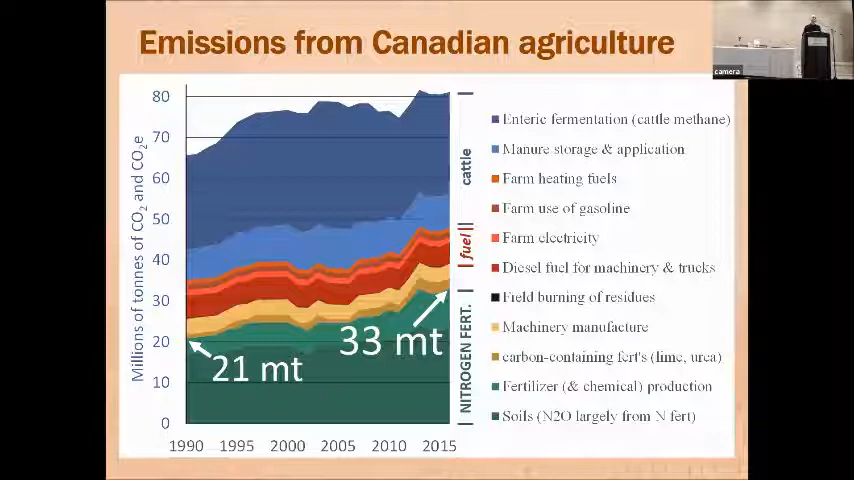 Emissions from Canadian agriculture
camera
Millions of tonnes of CO2 and CO2e
80
70
60
50
40
30
20
10
0
1990
1995
2000
2005
2010
2015
21 mt
33 mt
cattle
fuel
NITROGEN FERT.
Enteric fermentation (cattle methane)
Manure storage & application
Farm heating fuels
Farm use of gasoline
Farm electricity
Diesel fuel for machinery & trucks
Field burning of residues
Machinery manufacture
carbon-containing fert's (lime, urea)
Fertilizer (& chemical) production
Soils (N2O largely from N fert)